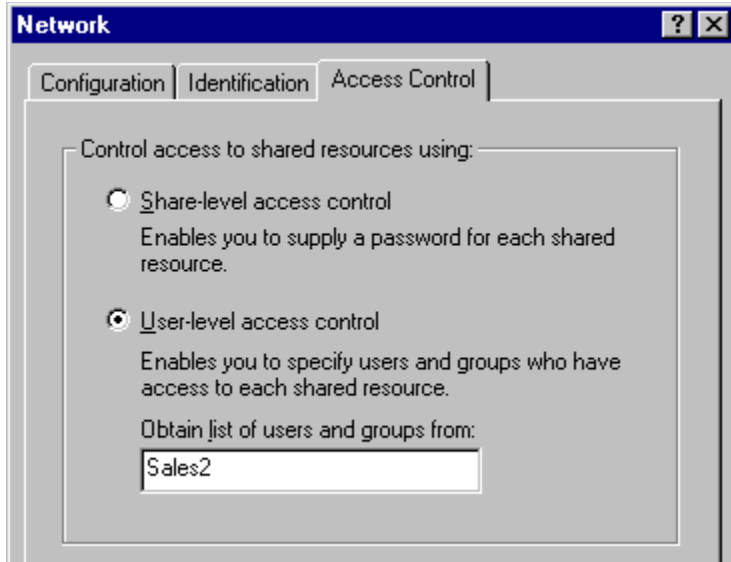 Network
Configuration Identification Access Control
Control access to shared resources using:
Share-level access control
Enables you to supply a password for each shared
resource.
User-level access control
Enables you to specify users and groups who have
access to each shared resource.
Obtain list of users and groups from:
Sales2